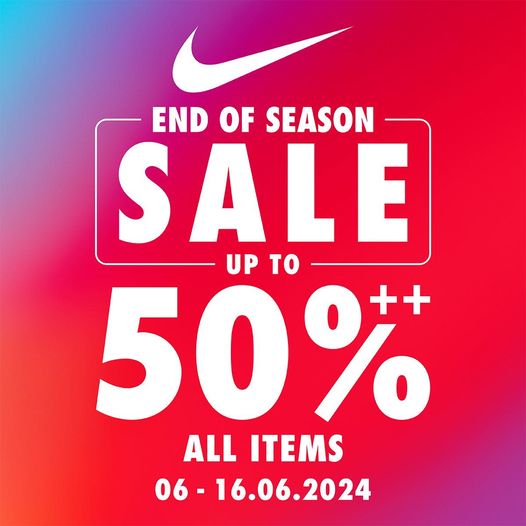 END OF SEASON
SALE
UP TO
50%++
ALL ITEMS
06 - 16.06.2024